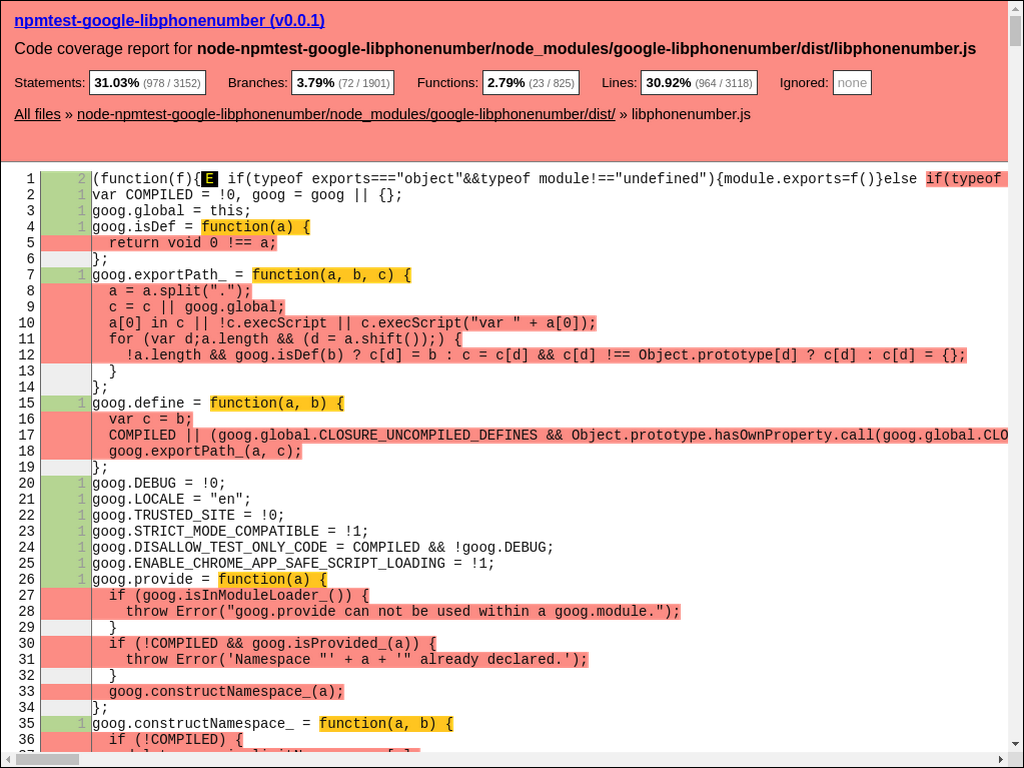 npmtest-google-libphonenumber (v0.0.1)
Code coverage report for node-npmtest-google-libphonenumber/node_modules/google-libphonenumber/dist/libphonenumber.js
Statements: 31.03% (978 / 3152) Branches: 3.79% (72 / 1901) Functions: 2.79% (23 / 825) Lines: 30.92% (964 / 3118) Ignored: none
All files » node-npmtest-google-libphonenumber/node_modules/google-libphonenumber/dist/ » libphonenumber.js
1 2 (function(f){ E if(typeof exports==="object"&&typeof module!=="undefined"){module.exports=f()}else if(typeof
2 1 var COMPILED = !0, goog = goog || {};
3 1 goog.global = this;
4 1 goog.isDef = function(a) {
5 return void 0 !== a;
6 };
7 1 goog.exportPath_ = function(a, b, c) {
8 a = a.split(".");
9 c = c || goog.global;
10 a[0] in c || !c.execScript || c.execScript("var " + a[0]);
11 for (var d;a.length && (d = a.shift());) {
12 !a.length && goog.isDef(b) ? c[d] = b : c = c[d] && c[d] !== Object.prototype[d] ? c[d] : c[d] = {};
13 }
14 };
15 1 goog.define = function(a, b) {
16 var c = b;
17 COMPILED || (goog.global.CLOSURE_UNCOMPILED_DEFINES && Object.prototype.hasOwnProperty.call(goog.global.CLO
18 goog.exportPath_(a, c);
19 };
20 1 goog.DEBUG = !0;
21 1 goog.LOCALE = "en";
22 1 goog.TRUSTED_SITE = !0;
23 1 goog.STRICT_MODE_COMPATIBLE = !1;
24 1 goog.DISALLOW_TEST_ONLY_CODE = COMPILED && !goog.DEBUG;
25 1 goog.ENABLE_CHROME_APP_SAFE_SCRIPT_LOADING = !1;
26 1 goog.provide = function(a) {
27 if (goog.isInModuleLoader_()) {
28 throw Error("goog.provide can not be used within a goog.module.");
29 }
30 if (!COMPILED && goog.isProvided_(a)) {
31 throw Error('Namespace "' + a + '" already declared.');
32 }
33 goog.constructNamespace_(a);
34 };
35 1 goog.constructNamespace_ = function(a, b) {
36 if (!COMPILED) {